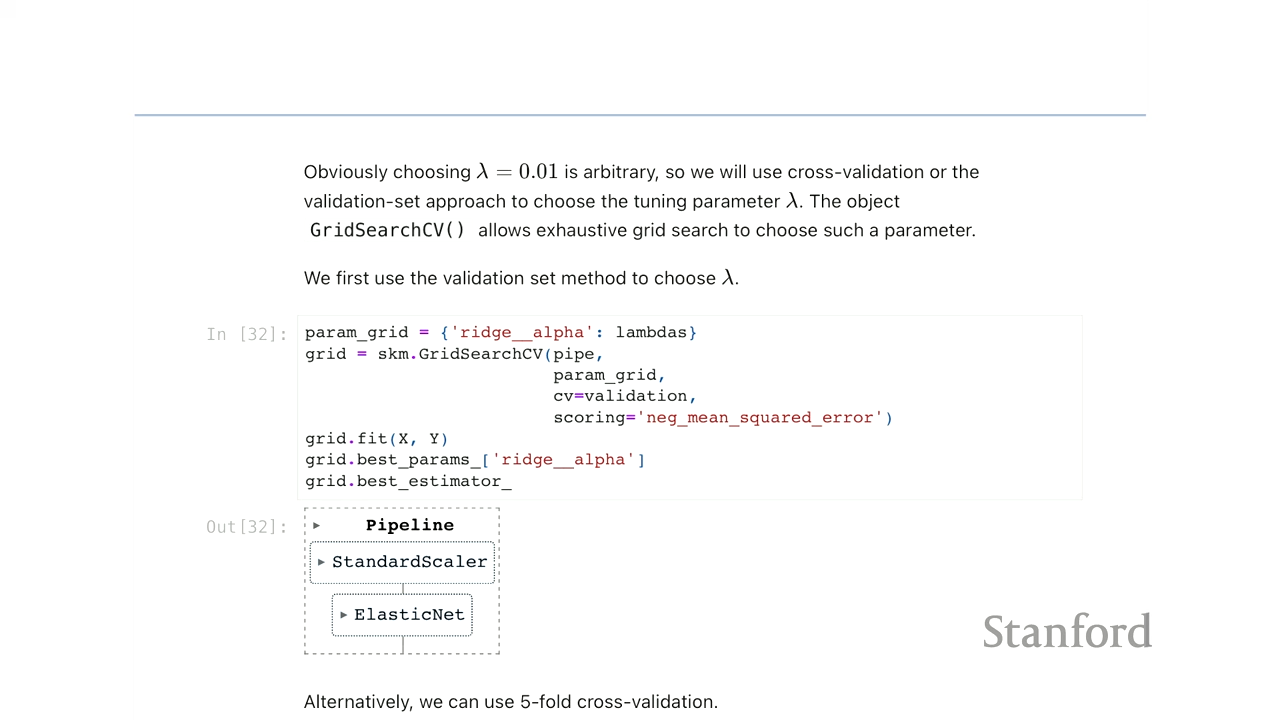 Obviously choosing λ = 0.01 is arbitrary, so we will use cross-validation or the
validation-set approach to choose the tuning parameter λ. The object
GridSearchCV() allows exhaustive grid search to choose such a parameter.
We first use the validation set method to choose λ.
In [32]:
param_grid = {'ridge__alpha': lambdas}
grid = skm.GridSearchCV(pipe,
param_grid,
cv=validation,
scoring='neg_mean_squared_error')
grid.fit(X, Y)
grid.best_params_['ridge__alpha']
grid.best_estimator_
Out[32]:
Pipeline
StandardScaler
ElasticNet
Stanford
Alternatively, we can use 5-fold cross-validation.